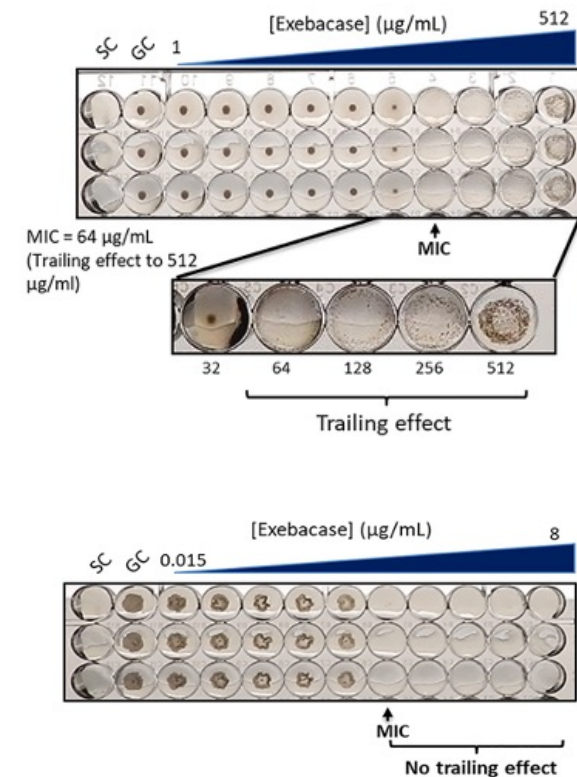 [Exebacase] (µg/mL)
SC GC 1 512
MIC = 64 µg/mL
(Trailing effect to 512
µg/ml)
MIC
32 64 128 256 512
Trailing effect
[Exebacase] (µg/mL)
SC GC 0.015 8
MIC
No trailing effect